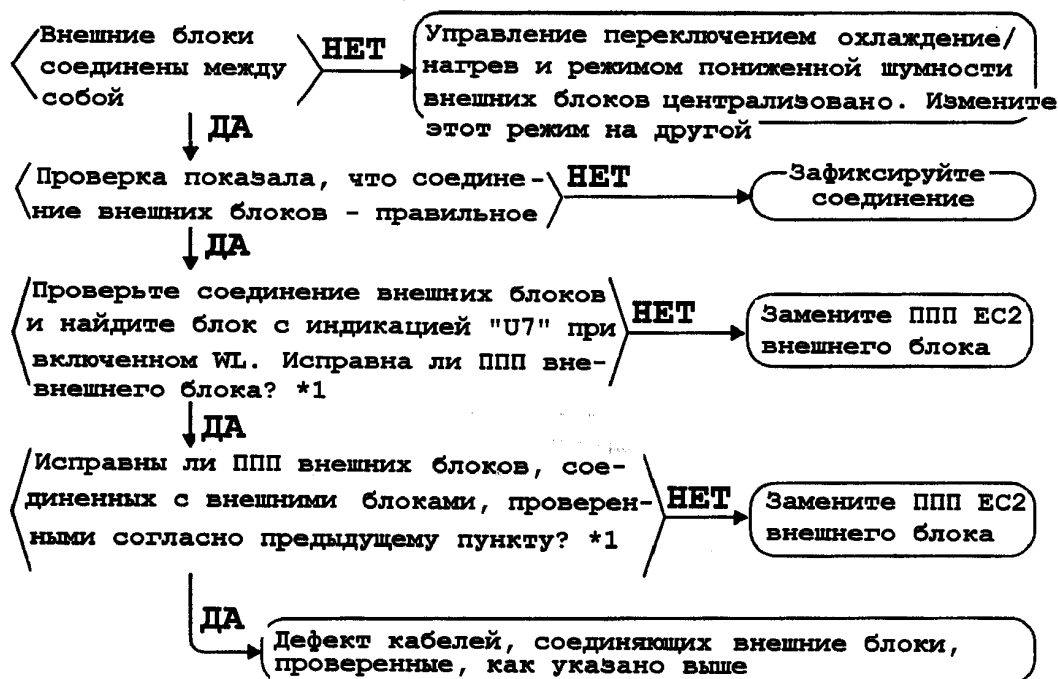 Внешние блоки
соединены между
собой
НЕТ
Управление переключением охлаждение/
нагрев и режимом пониженной шумности
внешних блоков централизовано. Измените
этот режим на другой
ДА
Проверка показала, что соедине-
ние внешних блоков - правильное
НЕТ
Зафиксируйте
соединение
ДА
Проверьте соединение внешних блоков
и найдите блок с индикацией "U7" при
включенном WL. Исправна ли ППП вне-
внешнего блока? *1
НЕТ
Замените ППП EC2
внешнего блока
ДА
Исправны ли ППП внешних блоков, сое-
диненных с внешними блоками, проверен-
ными согласно предыдущему пункту? *1
НЕТ
Замените ППП EC2
внешнего блока
ДА
Дефект кабелей, соединяющих внешние блоки,
проверенные, как указано выше